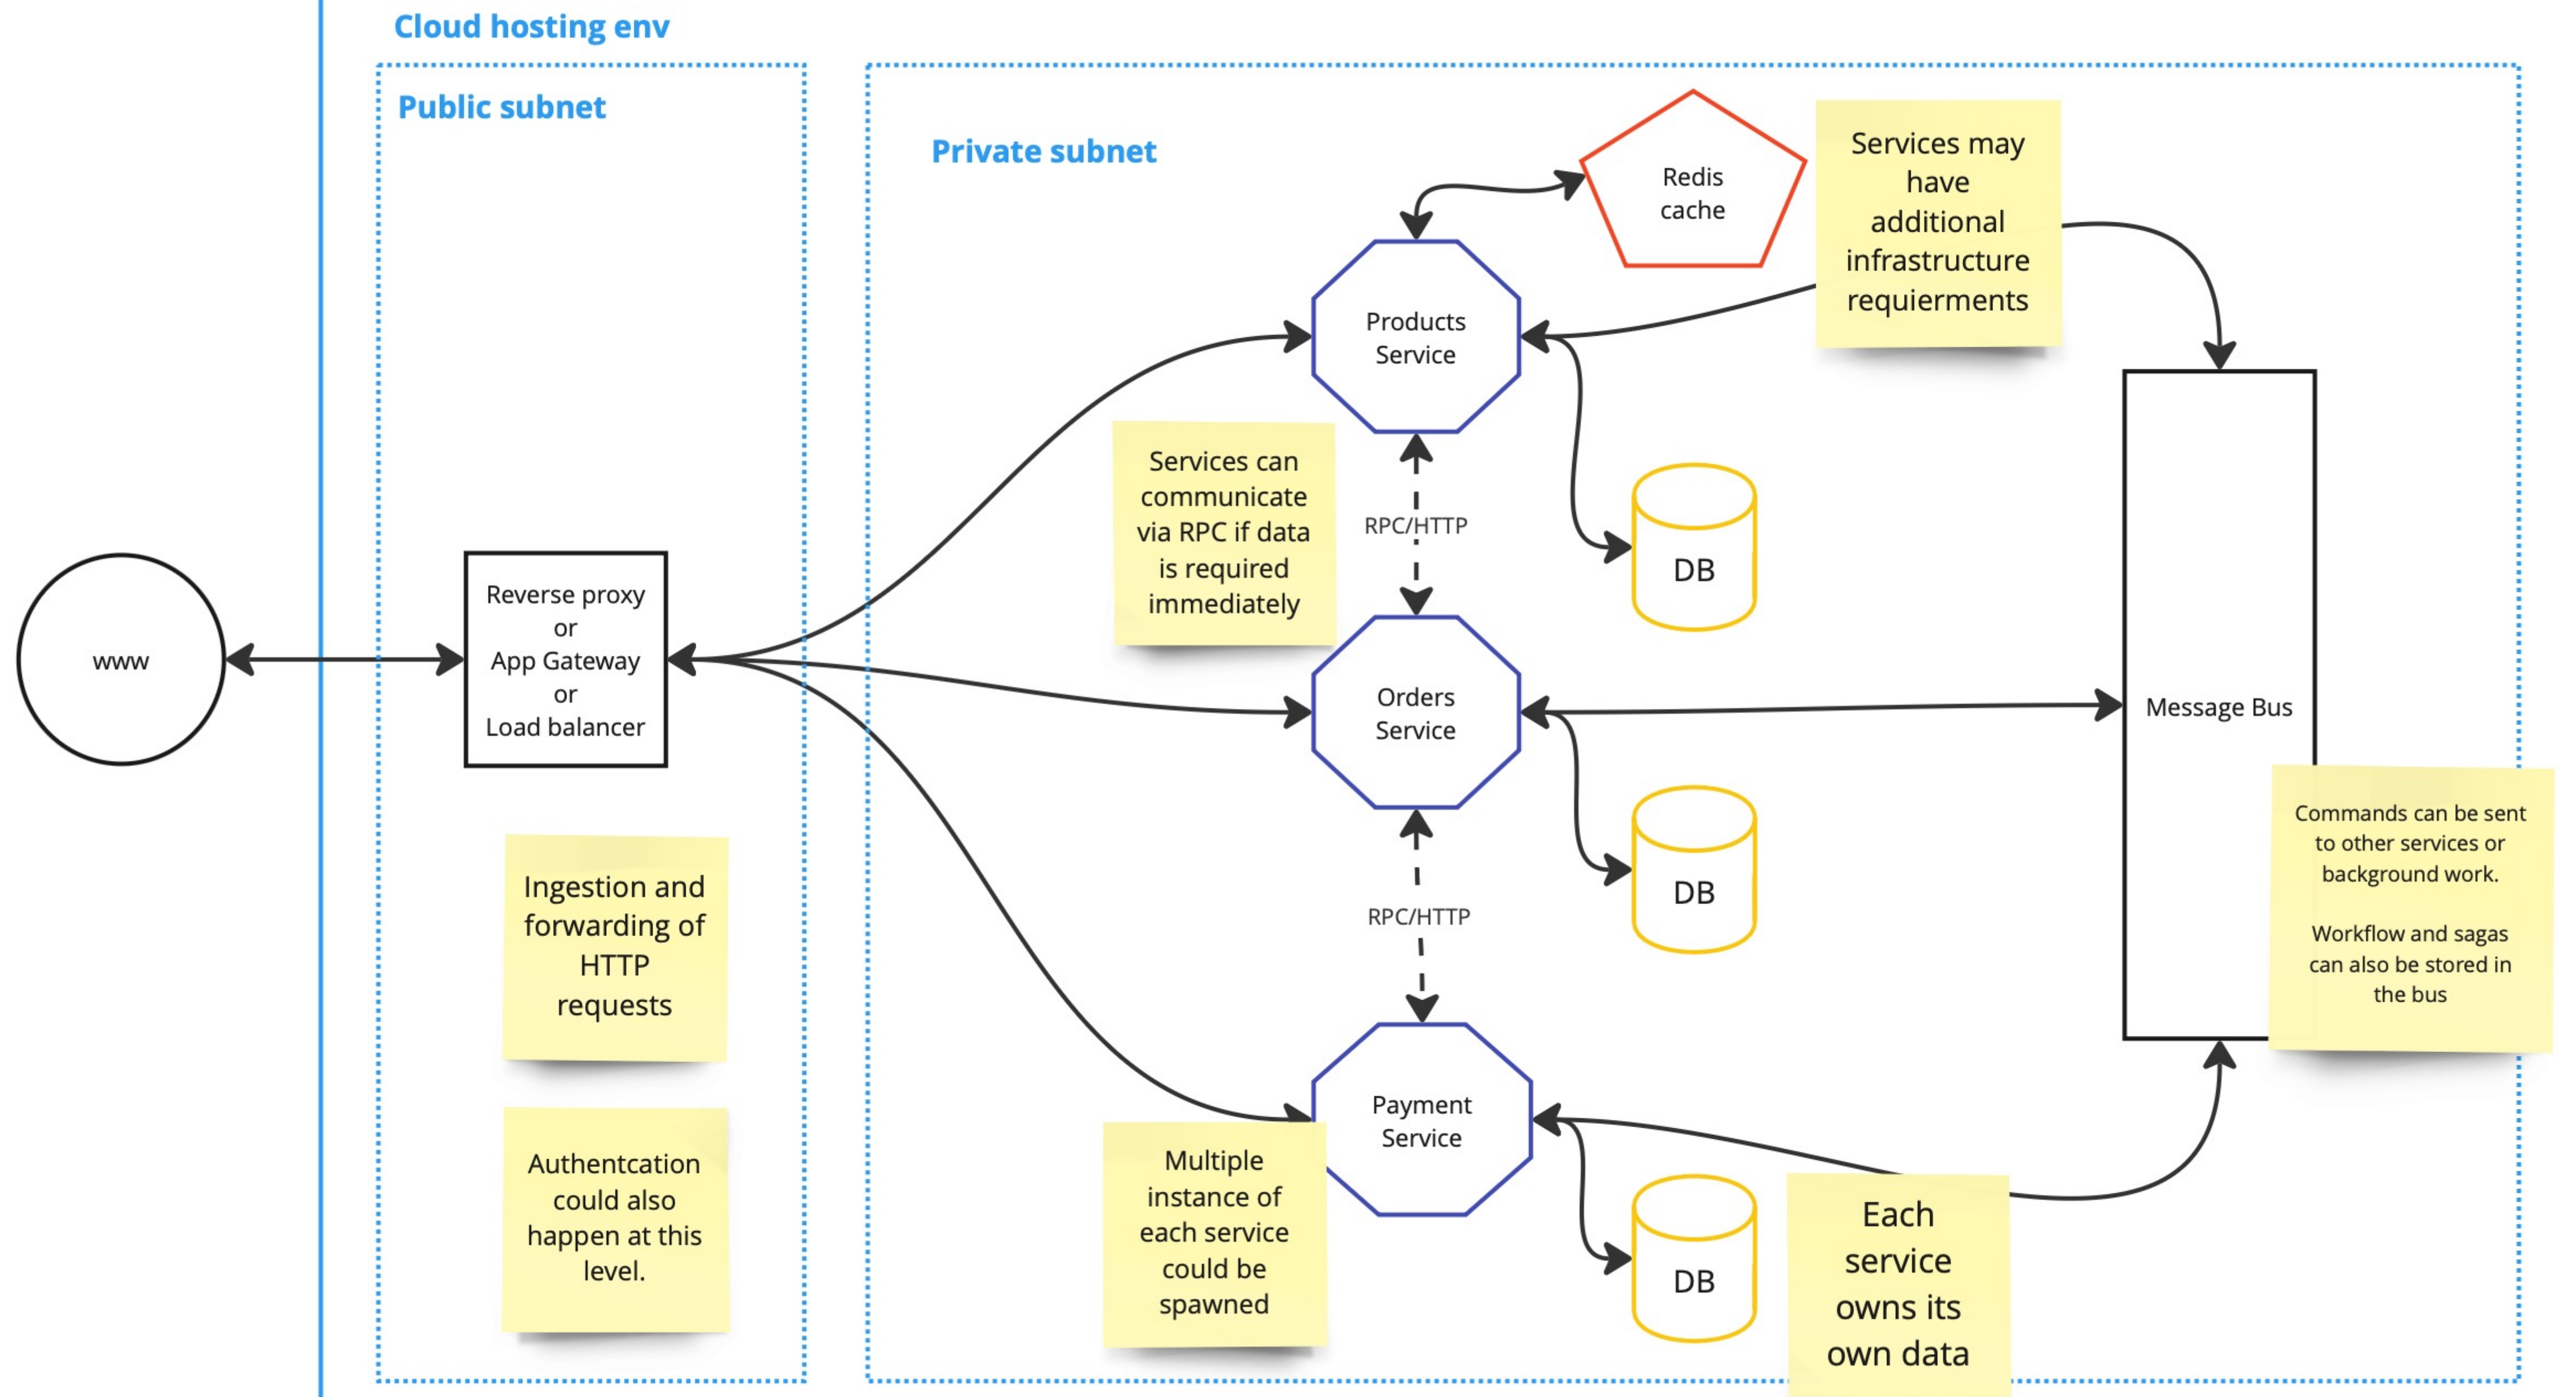 Cloud hosting env
Public subnet
Private subnet
Redis
cache
Services may
have
additional
infrastructure
requierments
Products
Service
Services can
communicate
via RPC if data
is required
immediately
RPC/HTTP
DB
www
Reverse proxy
or
App Gateway
or
Load balancer
Orders
Service
Message Bus
Commands can be sent
to other services or
background work.
Workflow and sagas
can also be stored in
the bus
DB
RPC/HTTP
Ingestion and
forwarding of
HTTP
requests
Authentcation
could also
happen at this
level.
Payment
Service
Multiple
instance of
each service
could be
spawned
DB
Each
service
owns its
own data